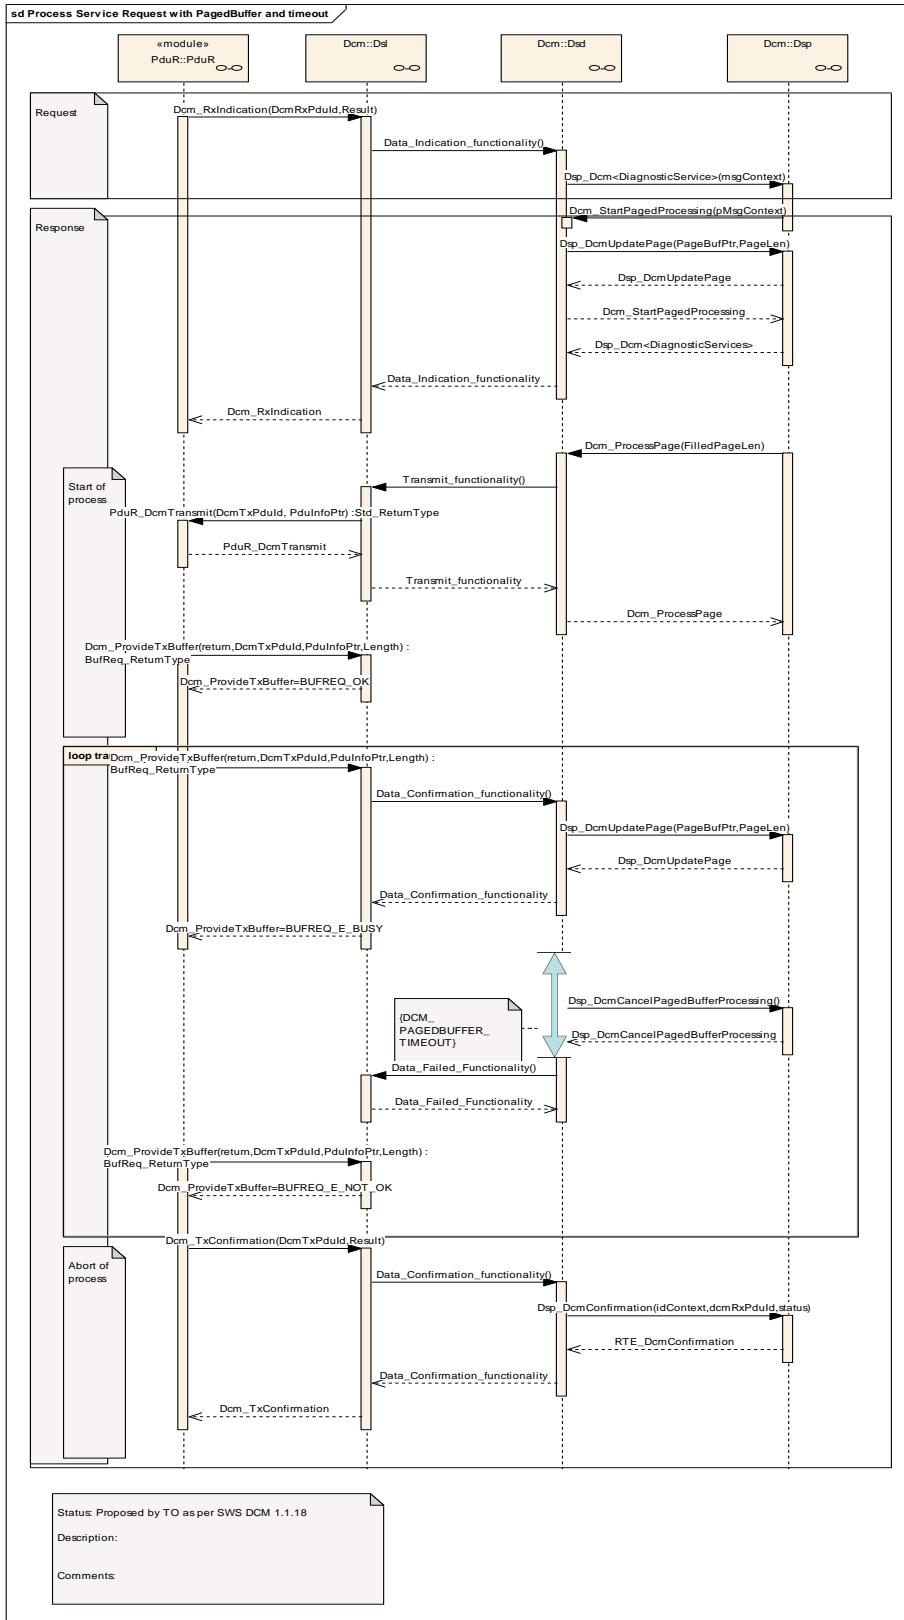 sd Process Service Request with PagedBuffer and timeout
«module»
PduR::PduR
Dcm::Dsl
Dcm::Dsd
Dcm::Dsp
Request
Dcm_RxIndication(DcmRxPduId,Result)
Data_Indication_functionality()
Dsp_Dcm<DiagnosticService>(msgContext)
Response
Dcm_StartPagedProcessing(pMsgContext)
Dsp_DcmUpdatePage(PageBufPtr,PageLen)
Dsp_DcmUpdatePage
Dcm_StartPagedProcessing
Dsp_Dcm<DiagnosticServices>
Data_Indication_functionality
Dcm_RxIndication
Dcm_ProcessPage(FilledPageLen)
Start of
process
Transmit_functionality()
PduR_DcmTransmit(DcmTxPduId, PduInfoPtr) :Std_ReturnType
PduR_DcmTransmit
Transmit_functionality
Dcm_ProcessPage
Dcm_ProvideTxBuffer(return,DcmTxPduId,PduInfoPtr,Length) :
BufReq_ReturnType
Dcm_ProvideTxBuffer=BUFREQ_OK
loop tra
Dcm_ProvideTxBuffer(return,DcmTxPduId,PduInfoPtr,Length) :
BufReq_ReturnType
Data_Confirmation_functionality()
Dsp_DcmUpdatePage(PageBufPtr,PageLen)
Dsp_DcmUpdatePage
Data_Confirmation_functionality
Dcm_ProvideTxBuffer=BUFREQ_E_BUSY
Dsp_DcmCancelPagedBufferProcessing()
{DCM_
PAGEDBUFFER_
TIMEOUT}
Dsp_DcmCancelPagedBufferProcessing
Data_Failed_Functionality()
Data_Failed_Functionality
Dcm_ProvideTxBuffer(return,DcmTxPduId,PduInfoPtr,Length) :
BufReq_ReturnType
Dcm_ProvideTxBuffer=BUFREQ_E_NOT_OK
Dcm_TxConfirmation(DcmTxPduId,Result)
Abort of
process
Data_Confirmation_functionality()
Dsp_DcmConfirmation(idContext,dcmRxPduId,status)
RTE_DcmConfirmation
Data_Confirmation_functionality
Dcm_TxConfirmation
Status: Proposed by TO as per SWS DCM 1.1.18
Description:
Comments: